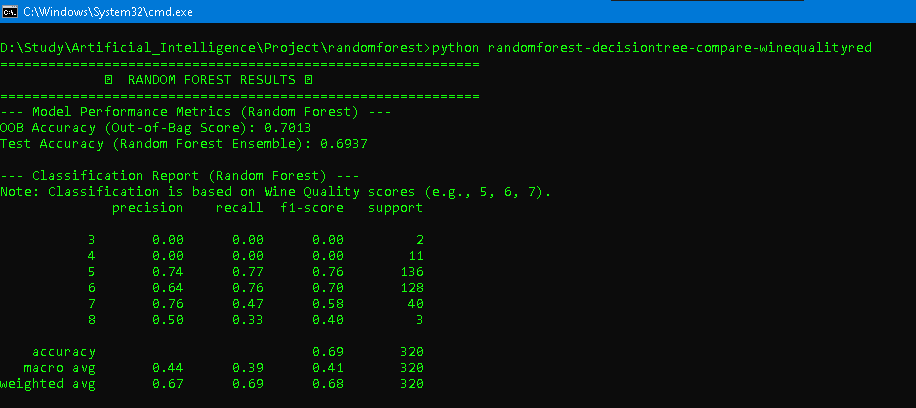 C:\Windows\System32\cmd.exe
D:\Study\Artificial_Intelligence\Project\randomforest>python randomforest-decisiontree-compare-winequalityred
============================================================
RANDOM FOREST RESULTS
============================================================
--- Model Performance Metrics (Random Forest) ---
OOB Accuracy (Out-of-Bag Score): 0.7013
Test Accuracy (Random Forest Ensemble): 0.6937
--- Classification Report (Random Forest) ---
Note: Classification is based on Wine Quality scores (e.g., 5, 6, 7).
precision recall f1-score support
3 0.00 0.00 0.00 2
4 0.00 0.00 0.00 11
5 0.74 0.77 0.76 136
6 0.64 0.76 0.70 128
7 0.76 0.47 0.58 40
8 0.50 0.33 0.40 3
accuracy 0.69 320
macro avg 0.44 0.39 0.41 320
weighted avg 0.67 0.69 0.68 320